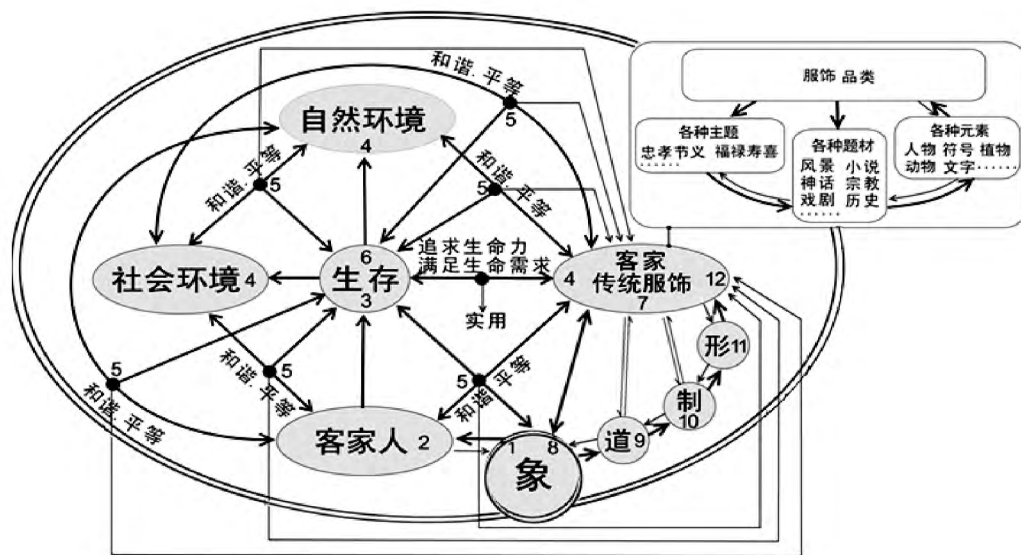 服饰 品类
各种主题
忠孝节义 福禄寿喜
……
各种题材
风景 小说
神话 宗教
戏剧 历史
……
各种元素
人物 符号 植物
动物 文字……
和谐.平等
5
自然环境
4
和谐.平等
5
和谐.平等
5
社会环境 4
6
生存
3
追求生命力
满足生命需求
实用
4 客家 12
传统服饰
7
形 11
制
10
道 9
5
和谐.平等
5
和谐.平等
5
和谐.平等
客家人 2
1 8
象